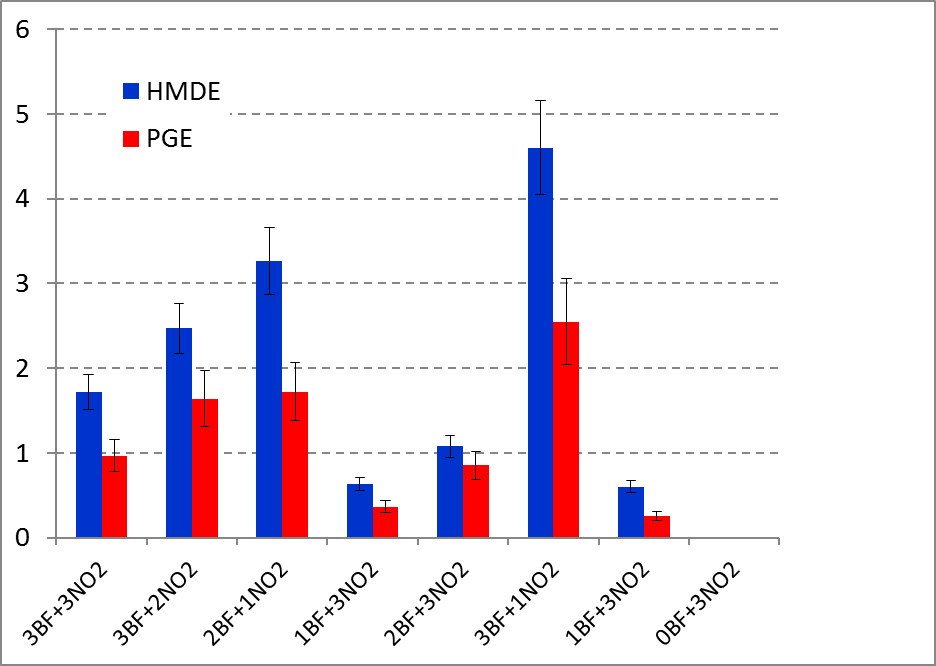 6
HMDE
5
PGE
4
3
2
1
0
3BF+3NO2
3BF+2NO2
2BF+1NO2
1BF+3NO2
2BF+3NO2
3BF+1NO2
1BF+3NO2
0BF+3NO2